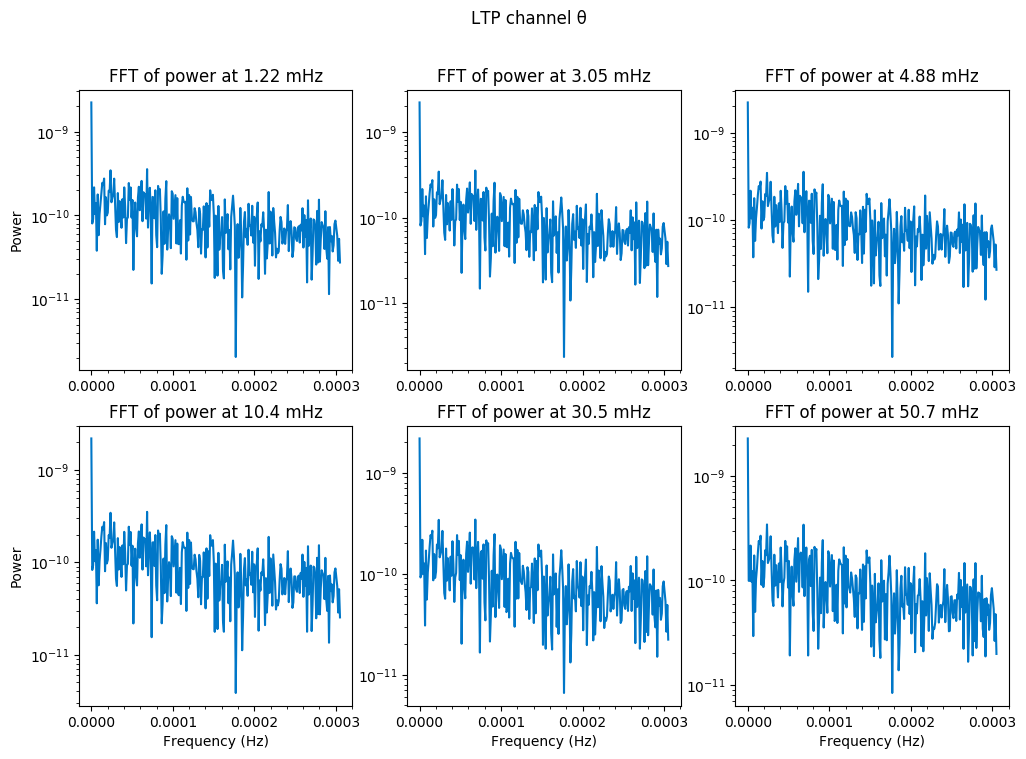 LTP channel θ
FFT of power at 1.22 mHz
FFT of power at 3.05 mHz
FFT of power at 4.88 mHz
Power
10⁻⁹
10⁻¹⁰
10⁻¹¹
0.0000 0.0001 0.0002 0.0003
10⁻⁹
10⁻¹⁰
10⁻¹¹
0.0000 0.0001 0.0002 0.0003
10⁻⁹
10⁻¹⁰
10⁻¹¹
0.0000 0.0001 0.0002 0.0003
FFT of power at 10.4 mHz
FFT of power at 30.5 mHz
FFT of power at 50.7 mHz
Power
10⁻⁹
10⁻¹⁰
10⁻¹¹
0.0000 0.0001 0.0002 0.0003
Frequency (Hz)
10⁻⁹
10⁻¹⁰
10⁻¹¹
0.0000 0.0001 0.0002 0.0003
Frequency (Hz)
10⁻⁹
10⁻¹⁰
10⁻¹¹
0.0000 0.0001 0.0002 0.0003
Frequency (Hz)